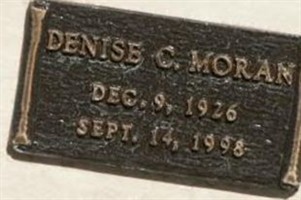 DENISE C. MORAN
DEC. 9, 1926
SEPT. 14, 1998